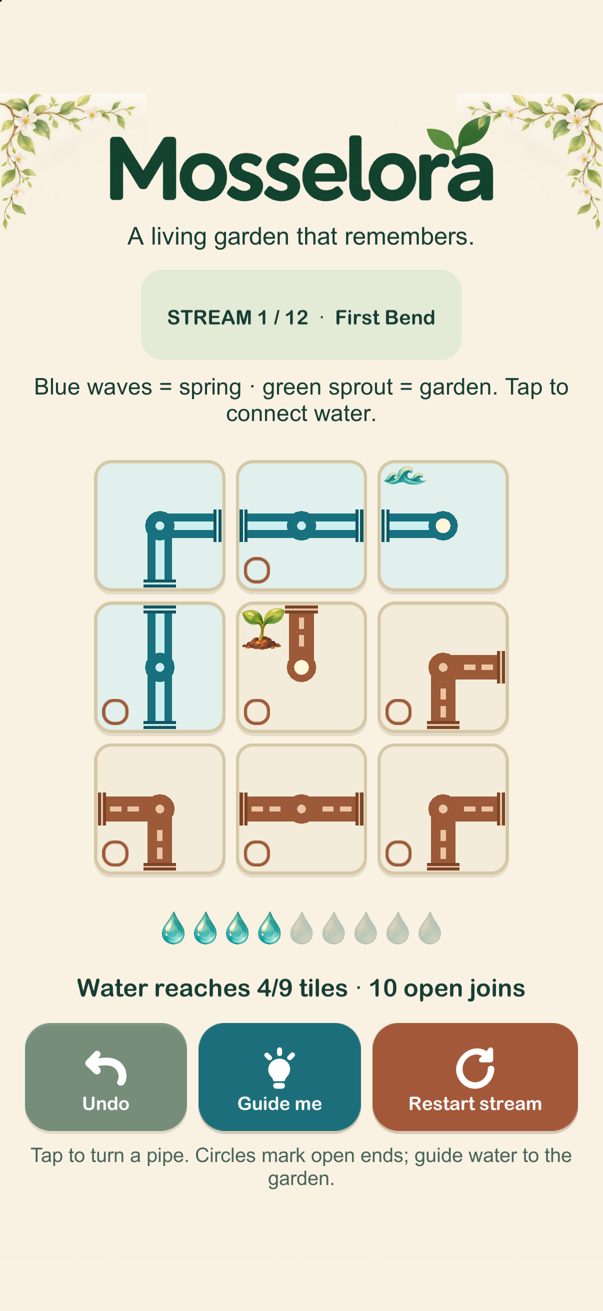 Mosselora
A living garden that remembers.
STREAM 1 / 12 · First Bend
Blue waves = spring · green sprout = garden. Tap to
connect water.
Water reaches 4/9 tiles · 10 open joins
Undo
Guide me
Restart stream
Tap to turn a pipe. Circles mark open ends; guide water to the
garden.